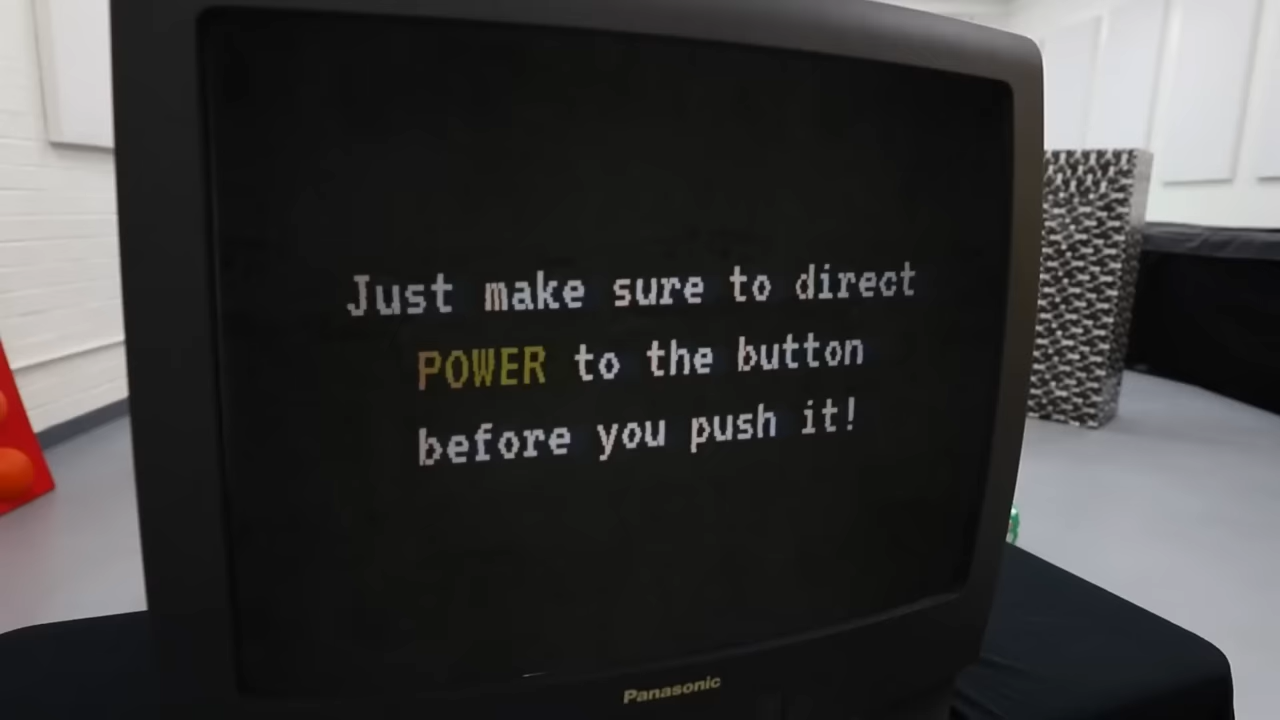 Just make sure to direct
POWER to the button
before you push it!
Panasonic